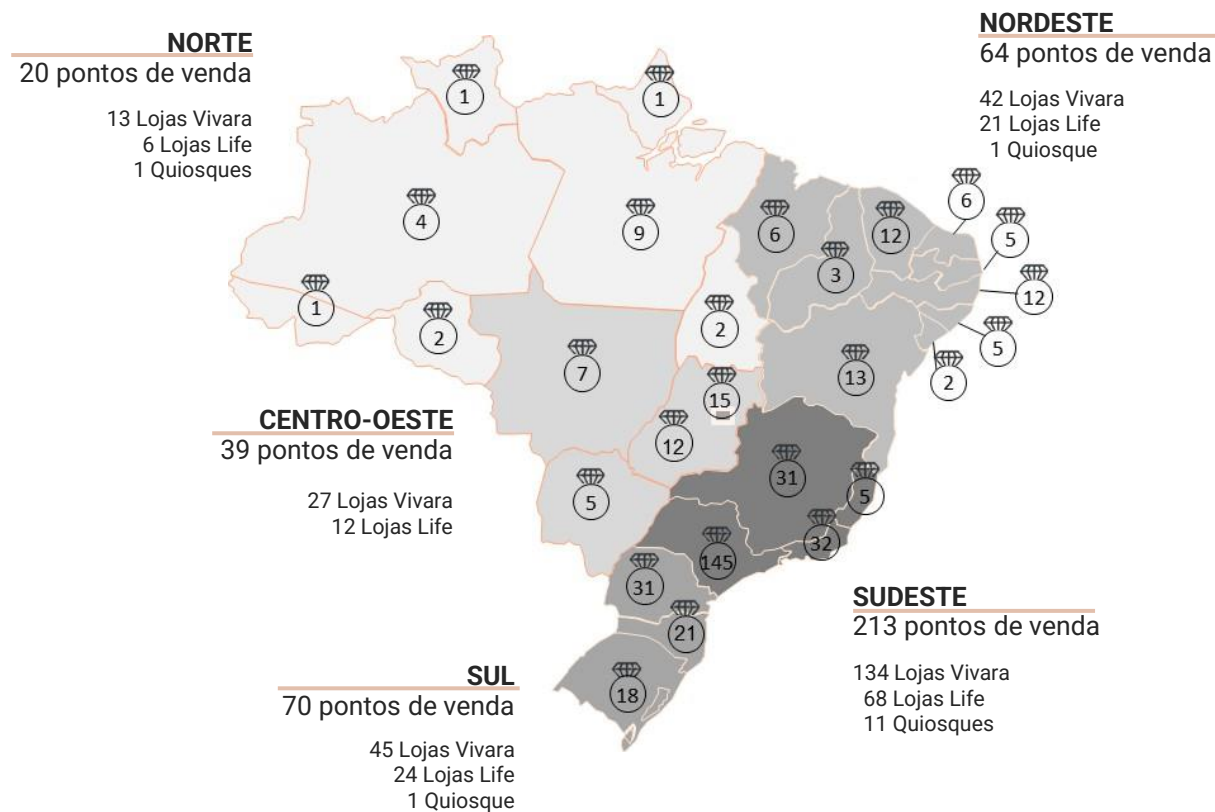 NORTE
20 pontos de venda
13 Lojas Vivara
6 Lojas Life
1 Quiosques
NORDESTE
64 pontos de venda
42 Lojas Vivara
21 Lojas Life
1 Quiosque
1
1
4
9
6
3
12
6
5
12
5
2
1
2
2
7
15
13
12
5
31
5
32
145
31
21
18
CENTRO-OESTE
39 pontos de venda
27 Lojas Vivara
12 Lojas Life
SUDESTE
213 pontos de venda
134 Lojas Vivara
68 Lojas Life
11 Quiosques
SUL
70 pontos de venda
45 Lojas Vivara
24 Lojas Life
1 Quiosque